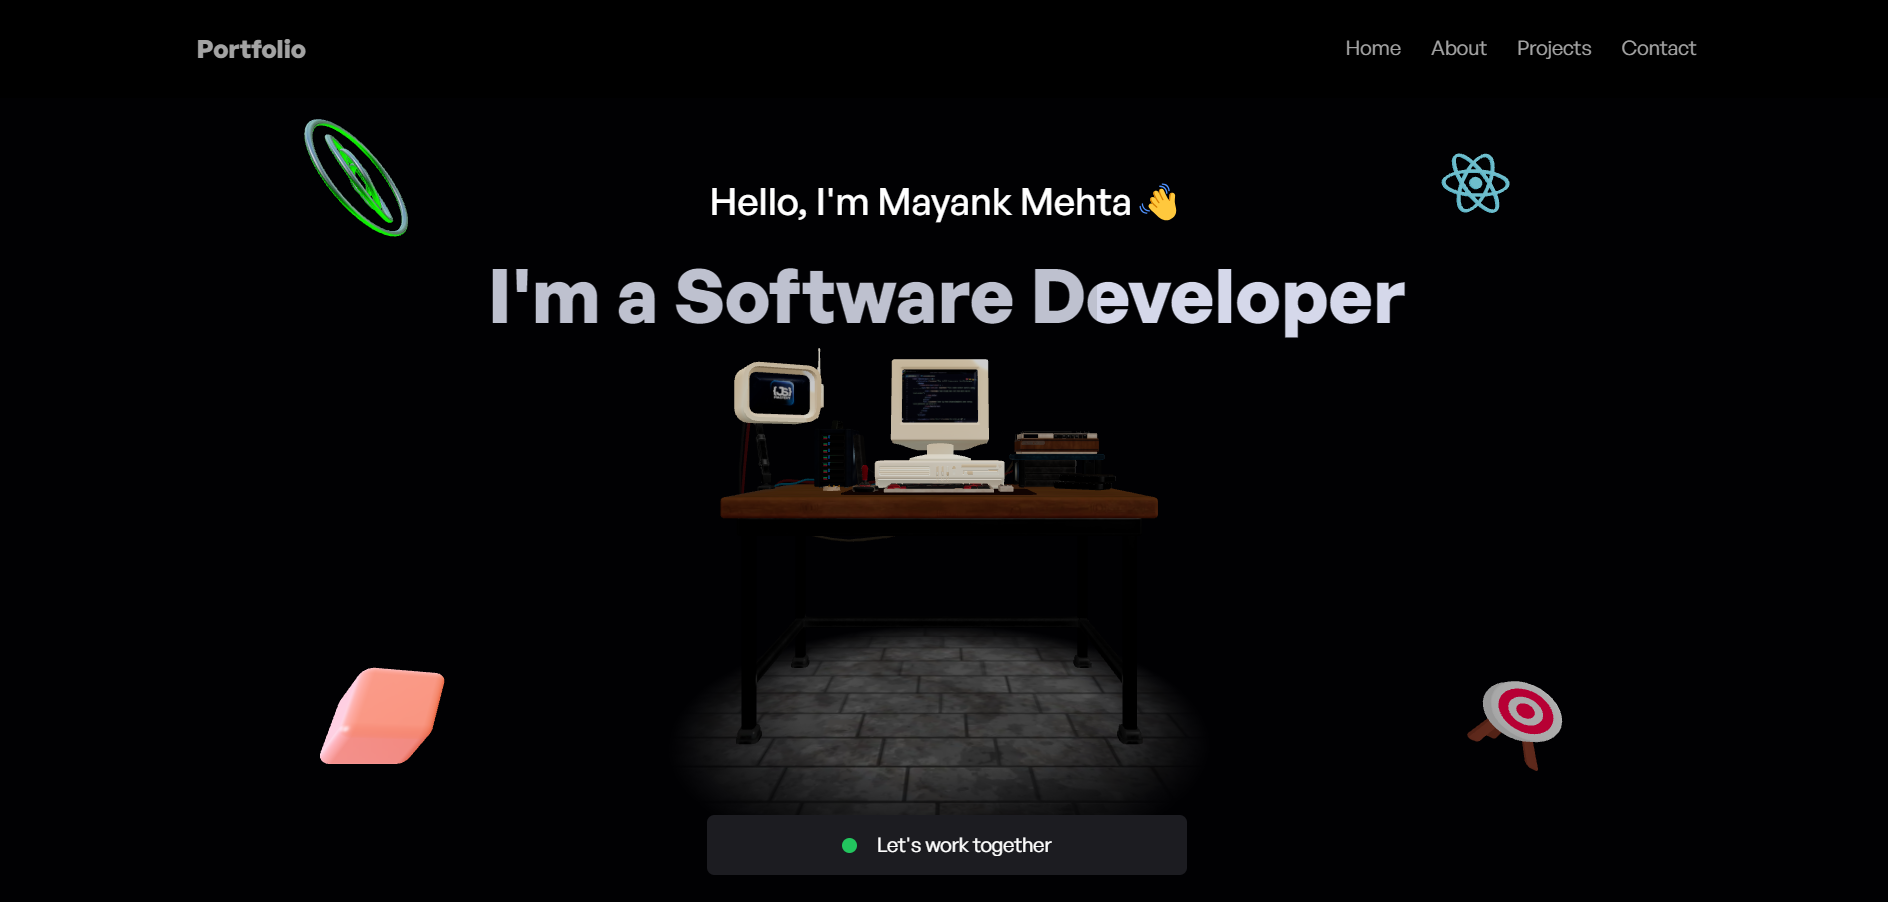 Portfolio
Home
About
Projects
Contact
Hello, I'm Mayank Mehta 👋
I'm a Software Developer
Let's work together